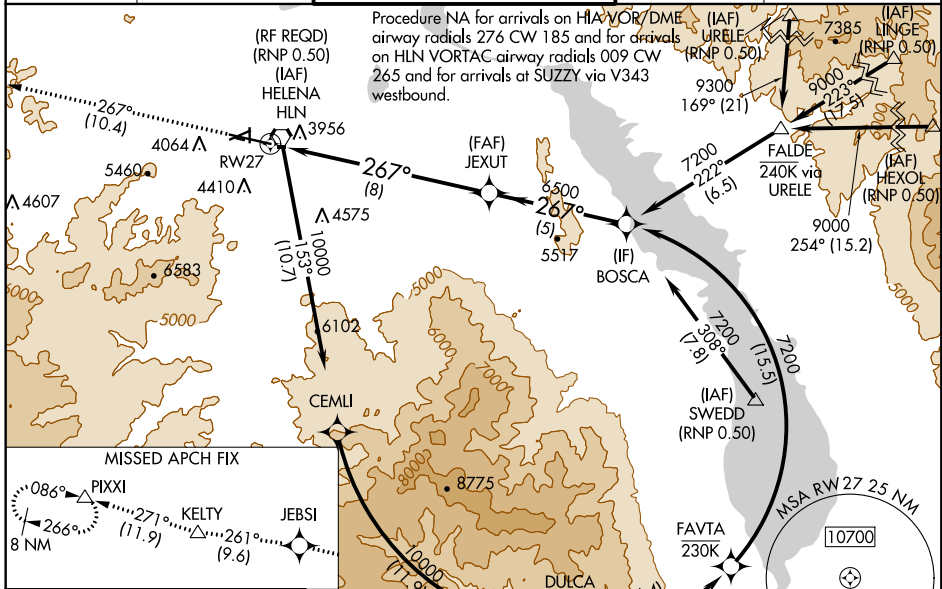 Procedure NA for arrivals on HIA VOR/DME
airway radials 276 CW 185 and for arrivals
on HLN VORTAC airway radials 009 CW
265 and for arrivals at SUZZY via V343
westbound.
(IAF)
URELE
(RNP 0.50)
7385
(IAF)
LINGE
(RNP 0.50)
(RF REQD)
(RNP 0.50)
(IAF)
HELENA
HLN
9300
169° (21)
9000
223°
(17.5)
267°
(10.4)
4064
3956
RW27
(FAF)
JEXUT
7200
222°
(6.5)
FALDE
240K via
URELE
(IAF)
HEXOL
(RNP 0.50)
9000
254° (15.2)
5460
4410
267°
(8)
6500
267°
(5)
5517
(IF)
BOSCA
4607
4575
10000
153°
(10.7)
6583
6000
5000
5000
6102
6000
7000
8000
7200
308°
(7.8)
7200
(15.5)
(IAF)
SWEDD
(RNP 0.50)
5000
6000
CEMLI
8775
MISSED APCH FIX
086°
PIXXI
266°
8 NM
271°
(11.9)
KELTY
261°
(9.6)
JEBSI
10000
DULCA
FAVTA
230K
MSA RW27 25 NM
10700